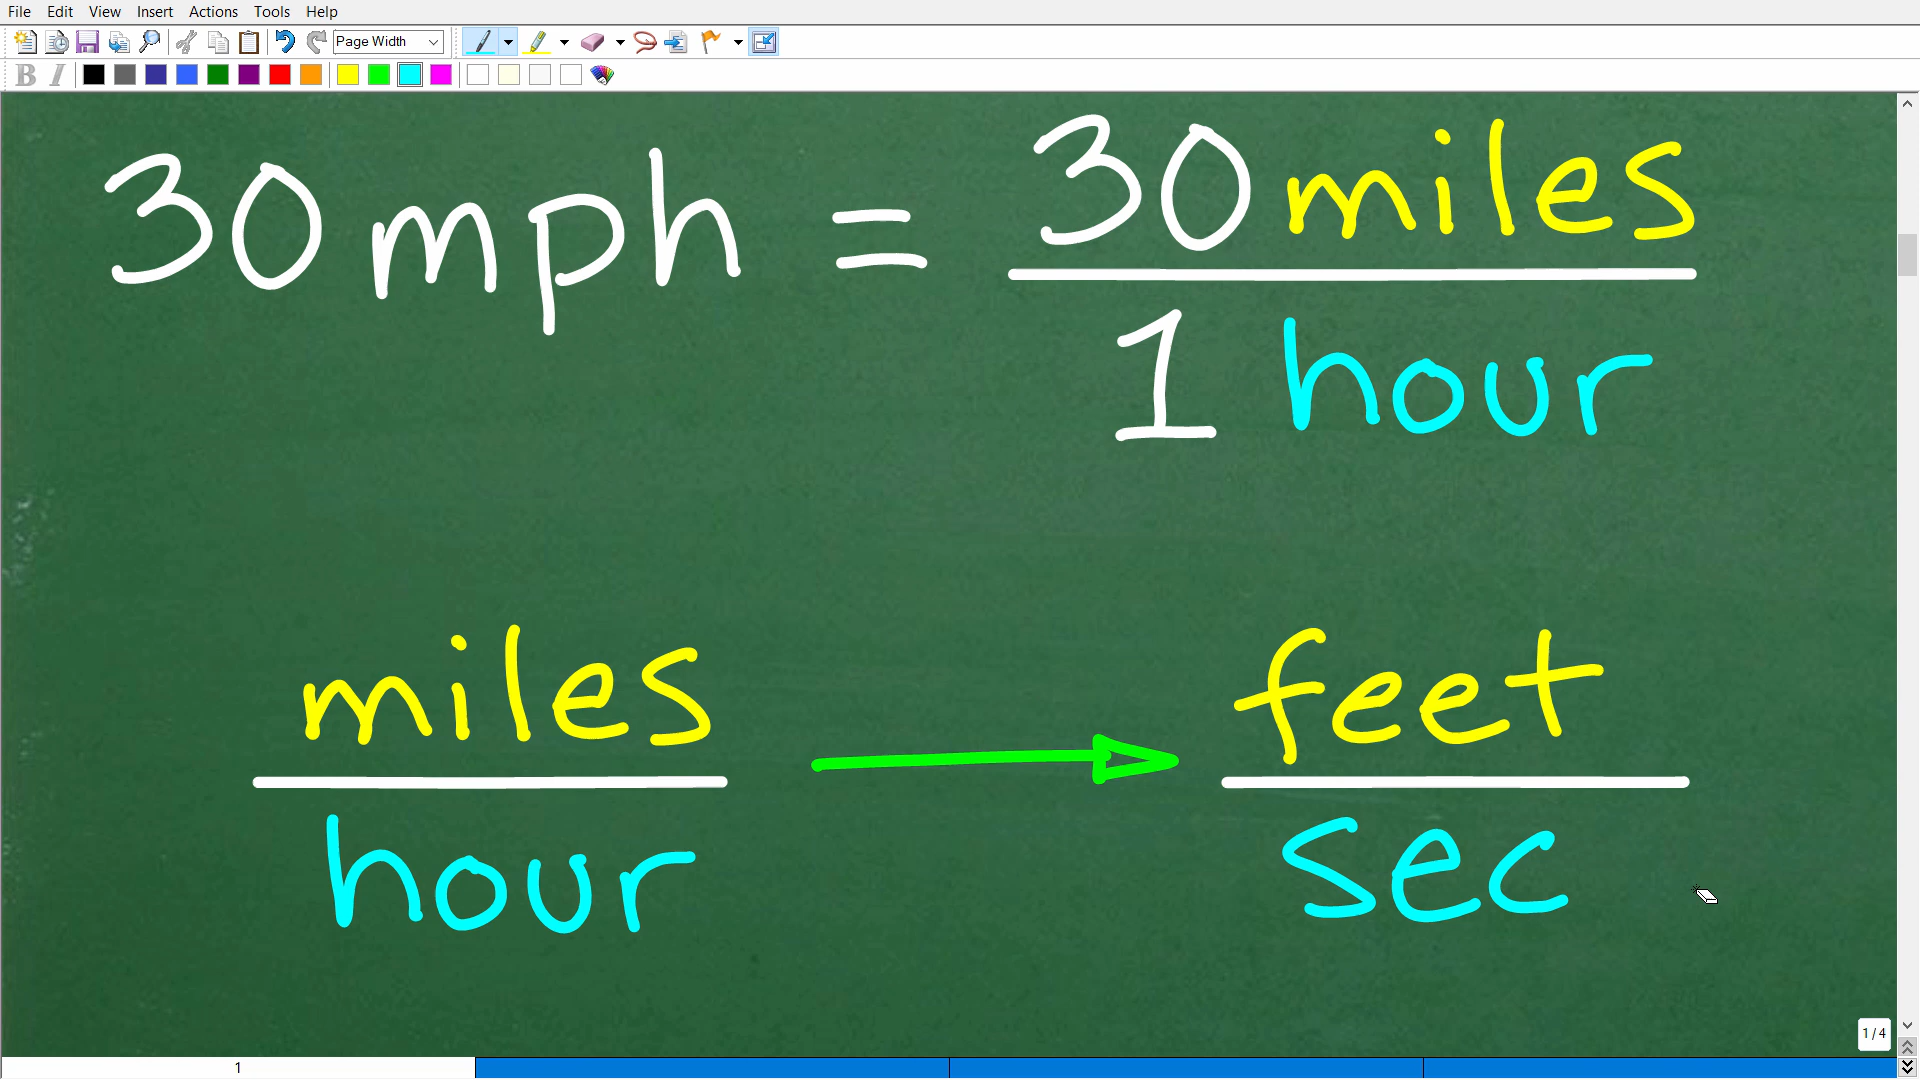 File Edit View Insert Actions Tools Help
Page Width
B I
30 mph = 30 miles
1 hour
miles feet
hour sec
1/4
1